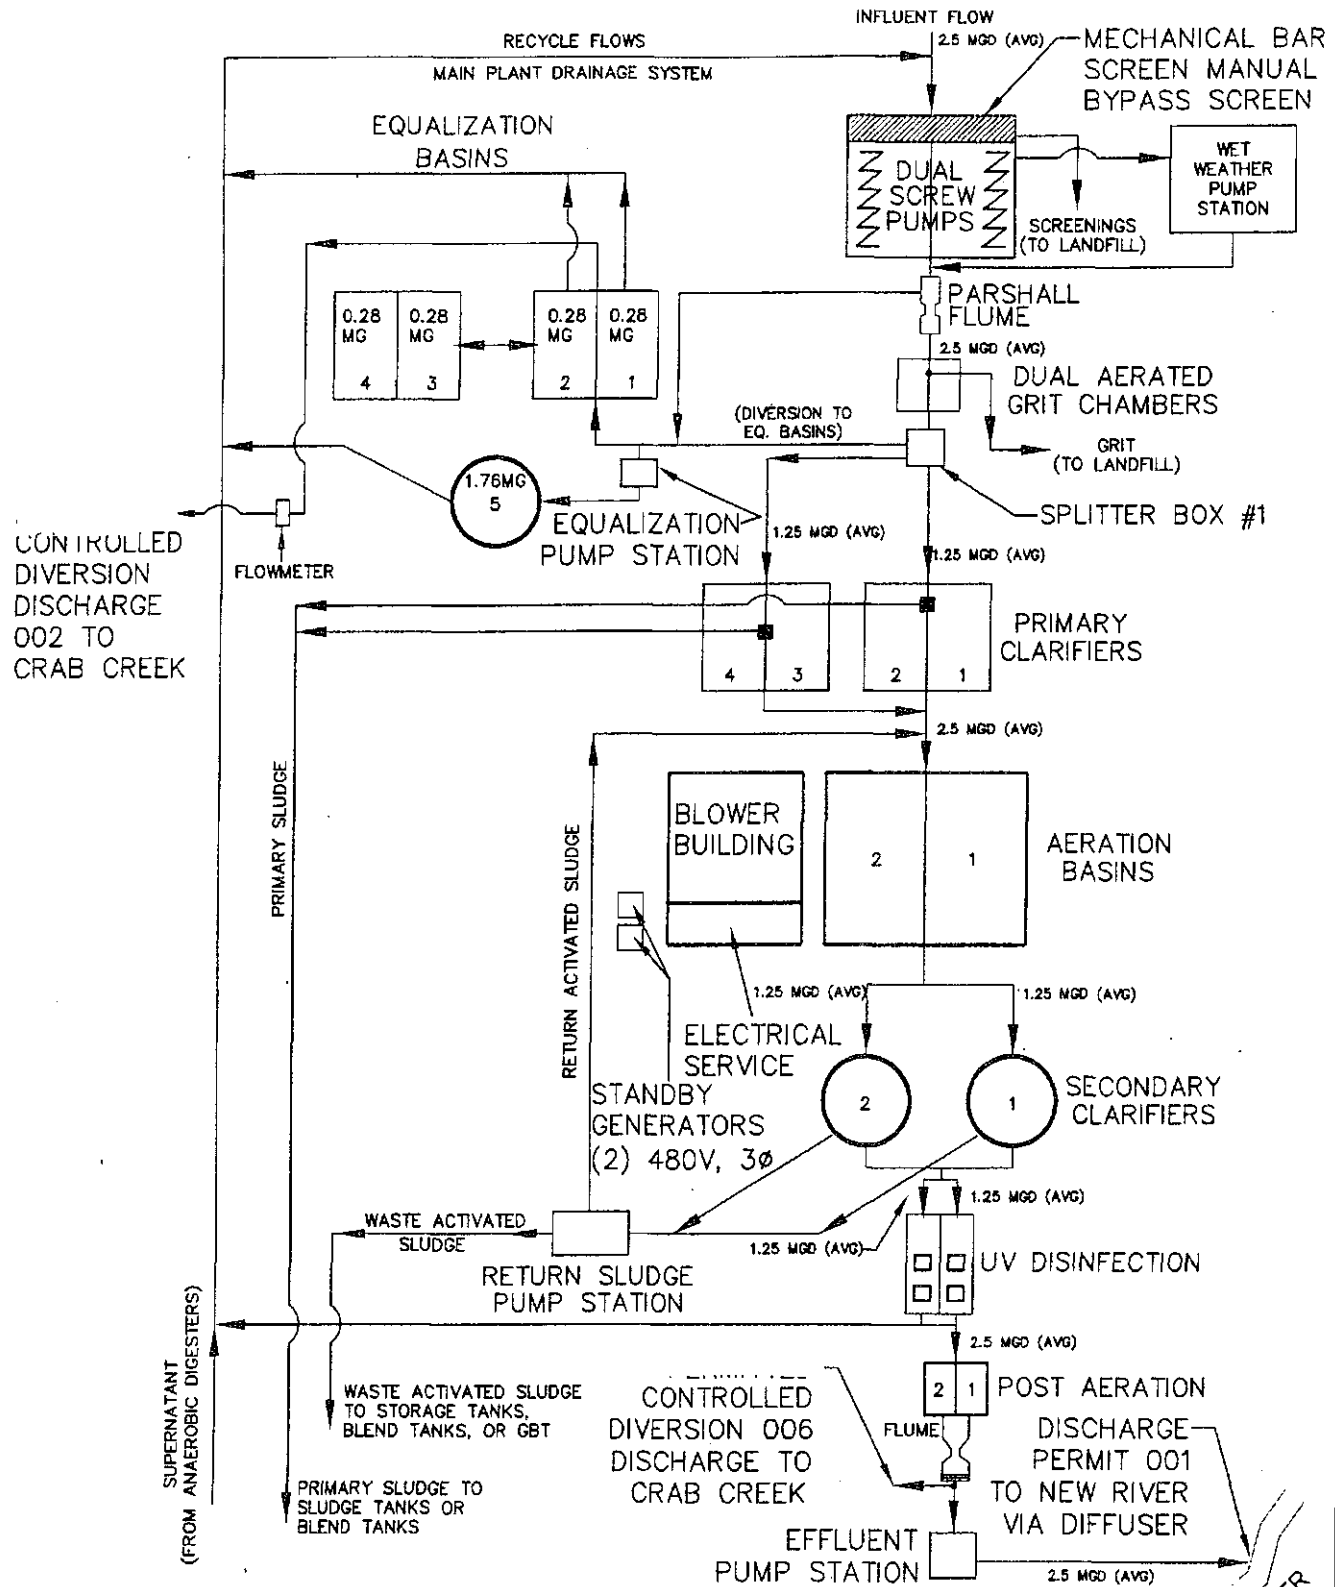 INFLUENT FLOW
2.5 MGD (AVG)
RECYCLE FLOWS
MAIN PLANT DRAINAGE SYSTEM
MECHANICAL BAR
SCREEN MANUAL
BYPASS SCREEN
EQUALIZATION
BASINS
DUAL
SCREW
PUMPS
WET
WEATHER
PUMP
STATION
SCREENINGS
(TO LANDFILL)
PARSHALL
FLUME
2.5 MGD (AVG)
0.28
MG
4
0.28
MG
3
0.28
MG
2
0.28
MG
1
DUAL AERATED
GRIT CHAMBERS
(DIVERSION TO
EQ. BASINS)
GRIT
(TO LANDFILL)
1.76MG
5
EQUALIZATION
PUMP STATION
SPLITTER BOX #1
1.25 MGD (AVG)
1.25 MGD (AVG)
CONTROLLED
DIVERSION
DISCHARGE
002 TO
CRAB CREEK
FLOWMETER
PRIMARY
CLARIFIERS
4
3
2
1
2.5 MGD (AVG)
PRIMARY SLUDGE
RETURN ACTIVATED SLUDGE
BLOWER
BUILDING
2
1
AERATION
BASINS
1.25 MGD (AVG)
1.25 MGD (AVG)
ELECTRICAL
SERVICE
STANDBY
GENERATORS
(2) 480V, 3Ø
2
1
SECONDARY
CLARIFIERS
1.25 MGD (AVG)
1.25 MGD (AVG)
WASTE ACTIVATED
SLUDGE
RETURN SLUDGE
PUMP STATION
UV DISINFECTION
2.5 MGD (AVG)
SUPERNATANT
(FROM ANAEROBIC DIGESTERS)
WASTE ACTIVATED SLUDGE
TO STORAGE TANKS,
BLEND TANKS, OR GBT
PRIMARY SLUDGE TO
SLUDGE TANKS OR
BLEND TANKS
2
1
POST AERATION
FLUME
CONTROLLED
DIVERSION 006
DISCHARGE TO
CRAB CREEK
DISCHARGE
PERMIT 001
TO NEW RIVER
VIA DIFFUSER
EFFLUENT
PUMP STATION
2.5 MGD (AVG)